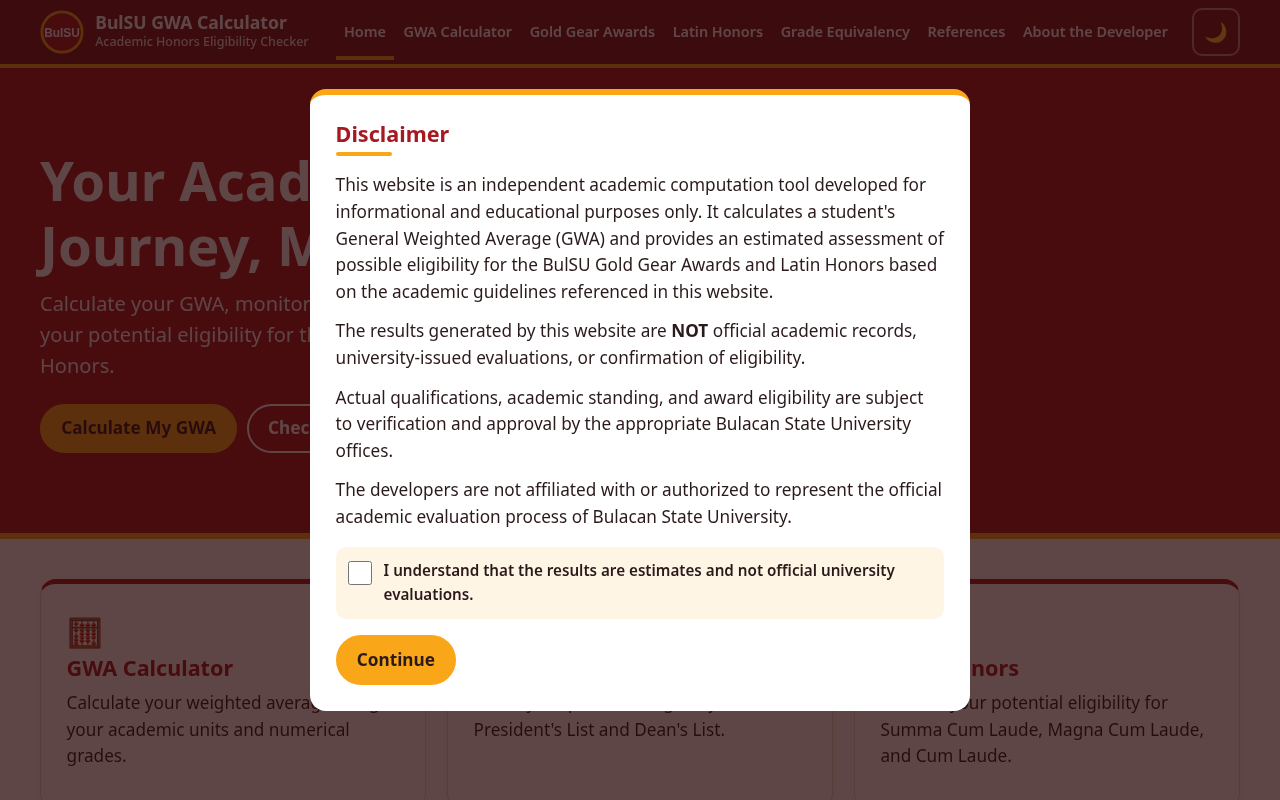 BulSU
BulSU GWA Calculator
Academic Honors Eligibility Checker
Home
GWA Calculator
Gold Gear Awards
Latin Honors
Grade Equivalency
References
About the Developer
Your Acad
Journey, M
Calculate your GWA, monitor
your potential eligibility for th
Honors.
Calculate My GWA
Chec
Disclaimer
This website is an independent academic computation tool developed for
informational and educational purposes only. It calculates a student's
General Weighted Average (GWA) and provides an estimated assessment of
possible eligibility for the BulSU Gold Gear Awards and Latin Honors based
on the academic guidelines referenced in this website.
The results generated by this website are NOT official academic records,
university-issued evaluations, or confirmation of eligibility.
Actual qualifications, academic standing, and award eligibility are subject
to verification and approval by the appropriate Bulacan State University
offices.
The developers are not affiliated with or authorized to represent the official
academic evaluation process of Bulacan State University.
I understand that the results are estimates and not official university
evaluations.
Continue
GWA Calculator
Calculate your weighted averag
your academic units and numerical
grades.
President's List and Dean's List.
nors
ur potential eligibility for
Summa Cum Laude, Magna Cum Laude,
and Cum Laude.